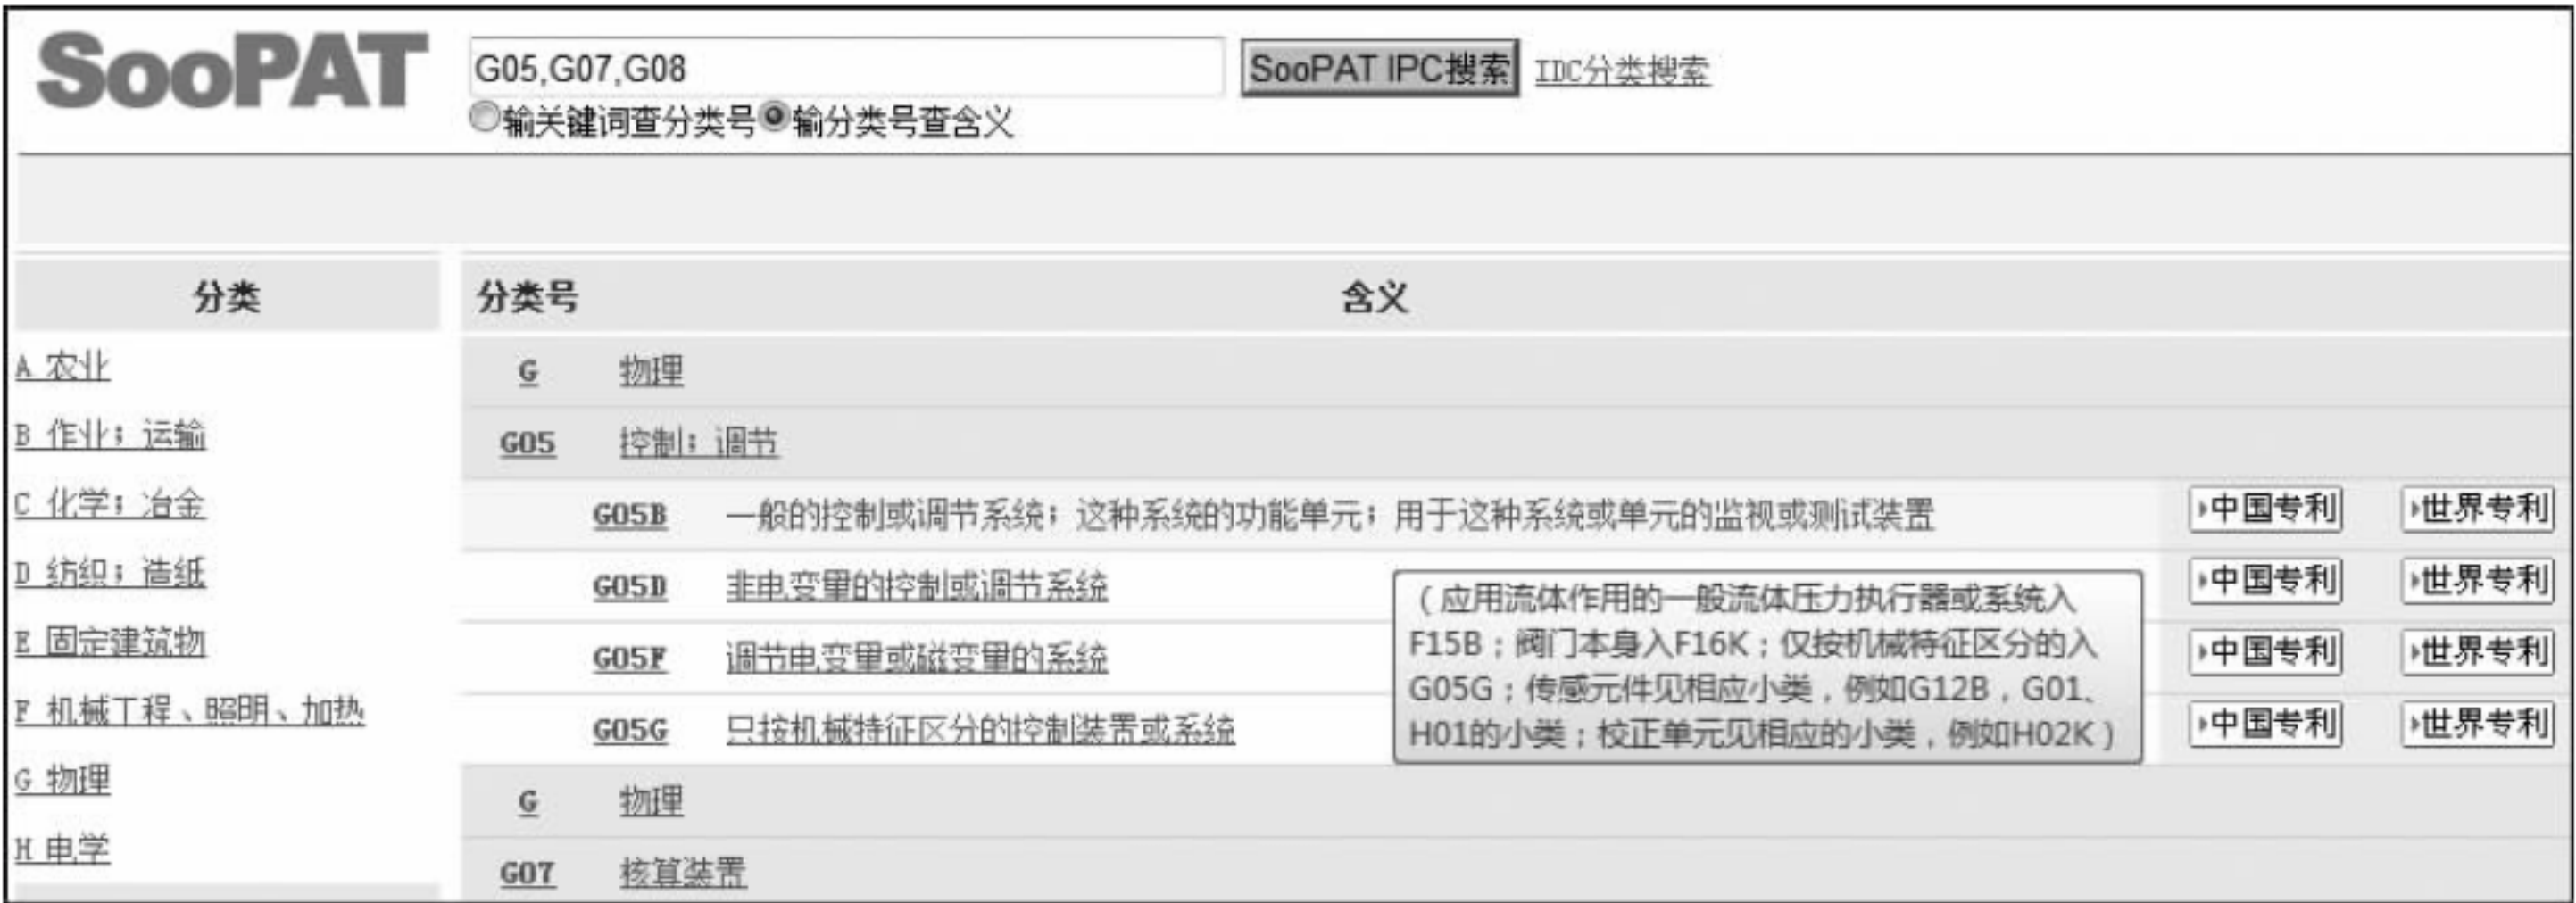 SooPAT
G05,G07,G08
SooPAT IPC搜索 IDC分类搜索
输关键词查分类号 输分类号查含义
分类 分类号 含义
A 农业
B 作业；运输
C 化学；冶金
D 纺织；造纸
E 固定建筑物
F 机械工程、照明、加热
G 物理
H 电学
G 物理
G05 控制；调节
G05B 一般的控制或调节系统；这种系统的功能单元；用于这种系统或单元的监视或测试装置 中国专利 世界专利
G05D 非电变量的控制或调节系统 中国专利 世界专利
G05F 调节电变量或磁变量的系统 中国专利 世界专利
G05G 只按机械特征区分的控制装置或系统 中国专利 世界专利
（应用流体作用的一般流体压力执行器或系统入
F15B；阀门本身入F16K；仅按机械特征区分的入
G05G；传感元件见相应小类，例如G12B，G01、
H01的小类；校正单元见相应的小类，例如H02K）
G 物理
G07 核算装置